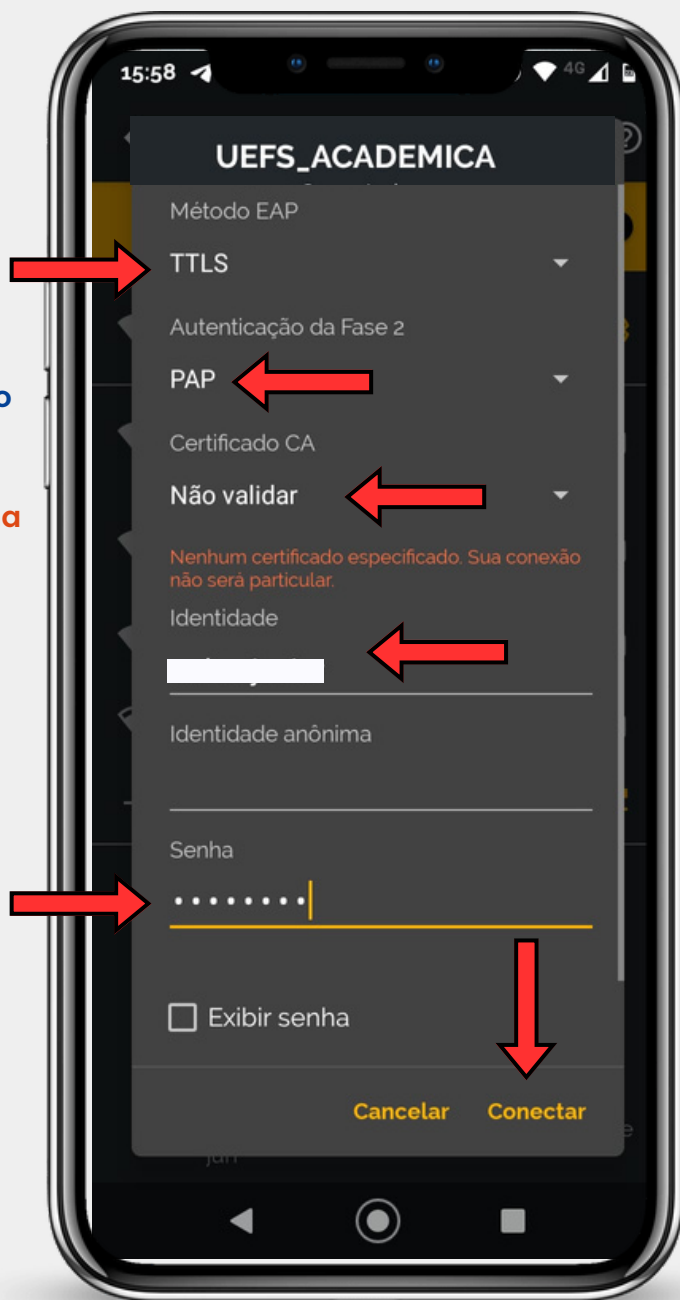 15:58
4G
UEFS_ACADEMICA
Método EAP
TTLS
Autenticação da Fase 2
PAP
o
Certificado CA
Não validar
a
Nenhum certificado especificado. Sua conexão
não será particular.
Identidade
Identidade anônima
Senha
••••••••
Exibir senha
Cancelar Conectar
e
jun